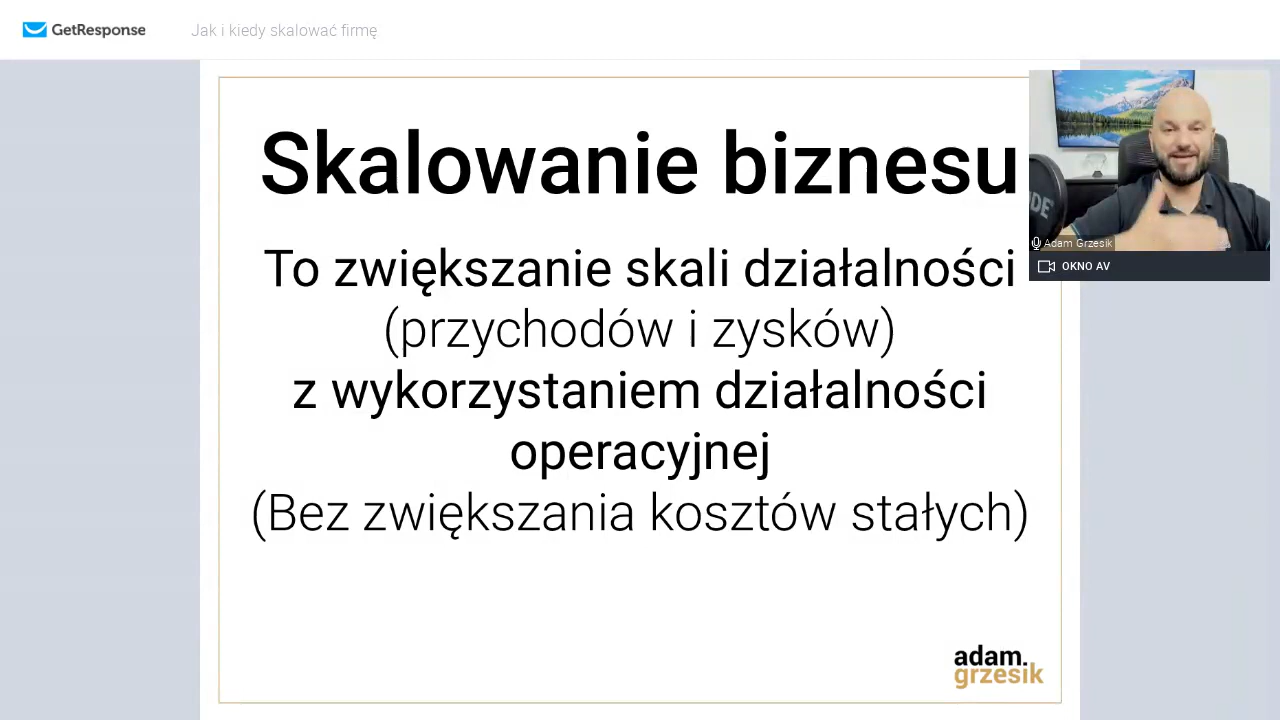 GetResponse
Jak i kiedy skalować firmę
Skalowanie biznesu
To zwiększanie skali działalności
(przychodów i zysków)
z wykorzystaniem działalności
operacyjnej
(Bez zwiększania kosztów stałych)
IDE
Adam Grzesik
OKNO AV
adam.
grzesik